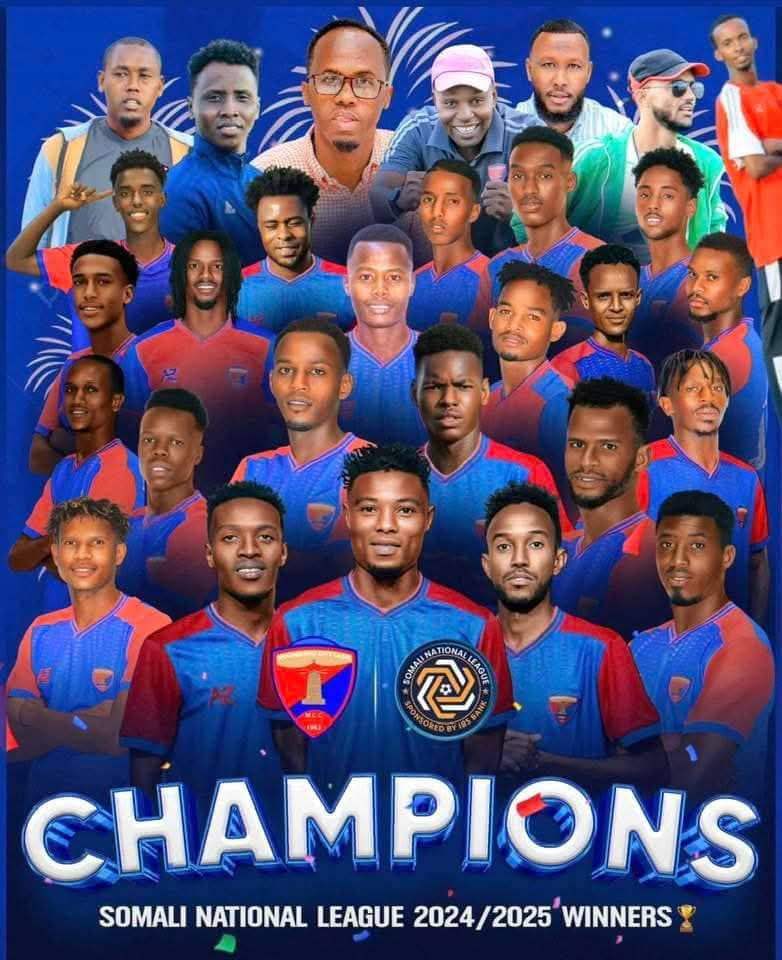 M.C.C
1963
SOMALI NATIONAL LEAGUE
SPONSORED BY IBS BANK
CHAMPIONS
SOMALI NATIONAL LEAGUE 2024/2025 WINNERS